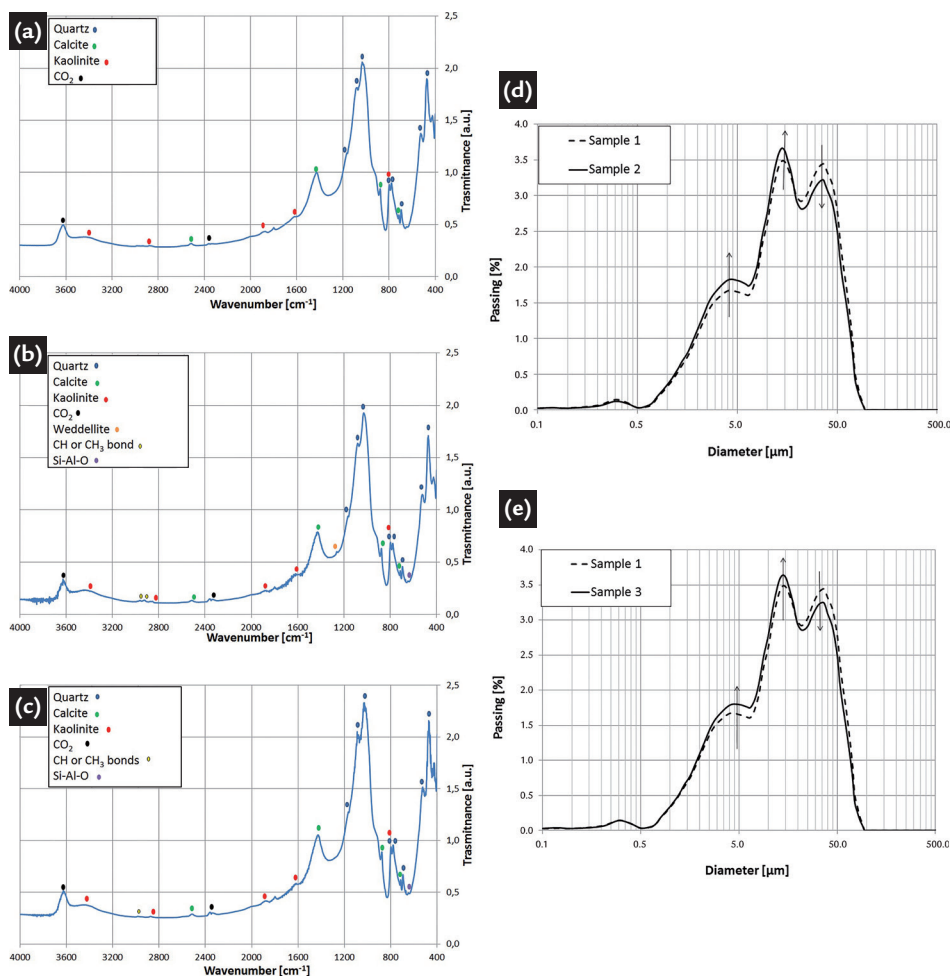 (a)
Quartz
Calcite
Kaolinite
CO2
2,5
2,0
1,5
1,0
0,5
0,0
Trasmitnance [a.u.]
4000 3600 3200 2800 2400 2000 1600 1200 800 400
Wavenumber [cm-1]
(b)
Quartz
Calcite
Kaolinite
CO2
Weddellite
CH or CH3 bond
Si-Al-O
2,5
2,0
1,5
1,0
0,5
0,0
Trasmitnance [a.u.]
4000 3600 3200 2800 2400 2000 1600 1200 800 400
Wavenumber [cm-1]
(c)
Quartz
Calcite
Kaolinite
CO2
CH or CH3 bonds
Si-Al-O
2,5
2,0
1,5
1,0
0,5
0,0
Trasmitnance [a.u.]
4000 3600 3200 2800 2400 2000 1600 1200 800 400
Wavenumber [cm-1]
(d)
Sample 1
Sample 2
4.0
3.5
3.0
2.5
2.0
1.5
1.0
0.5
0.0
Passing [%]
0.1 0.5 5.0 50.0 500.0
Diameter [µm]
(e)
Sample 1
Sample 3
4.0
3.5
3.0
2.5
2.0
1.5
1.0
0.5
0.0
Passing [%]
0.1 0.5 5.0 50.0 500.0
Diameter [µm]